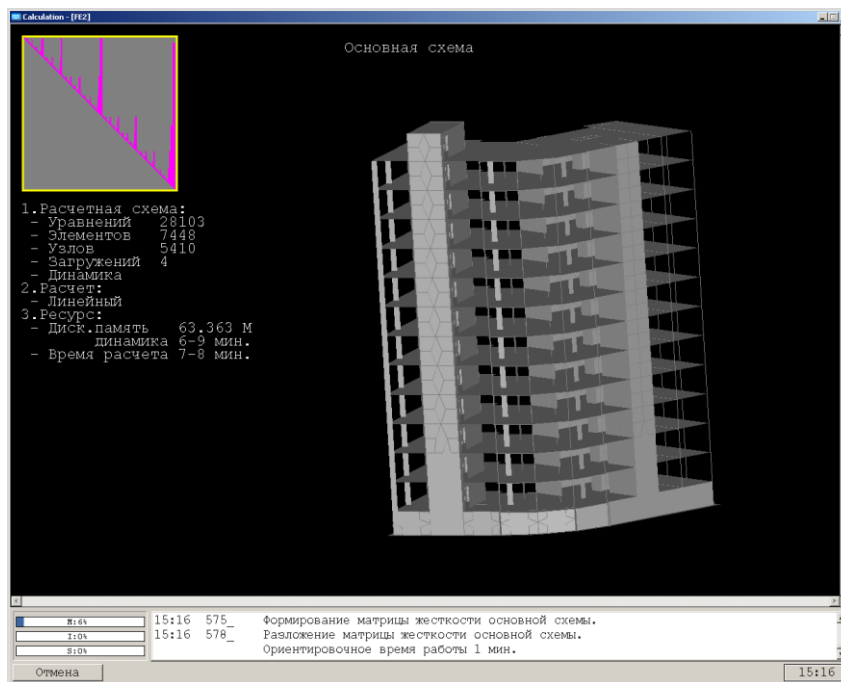 Calculation - [FE2]
Основная схема
1.Расчетная схема:
- Уравнений 28103
- Элементов 7448
- Узлов 5410
- Загружений 4
- Динамика
2.Расчет:
- Линейный
3.Ресурс:
- Диск.память 63.363 М
динамика 6-9 мин.
- Время расчета 7-8 мин.
M:6%
15:16 575_ Формирование матрицы жесткости основной схемы.
I:0%
15:16 578_ Разложение матрицы жесткости основной схемы.
S:0%
Ориентировочное время работы 1 мин.
Отмена
15:16